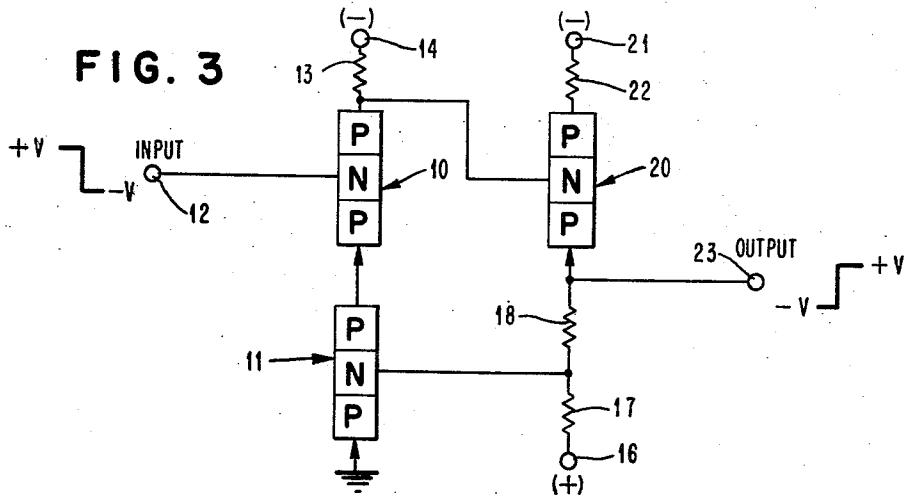 FIG. 3
(-)
14
13
(-)
21
22
P
N
P
10
P
N
P
20
+V
-V
INPUT
12
23 OUTPUT
-V
+V
18
P
N
P
11
17
16
(+)